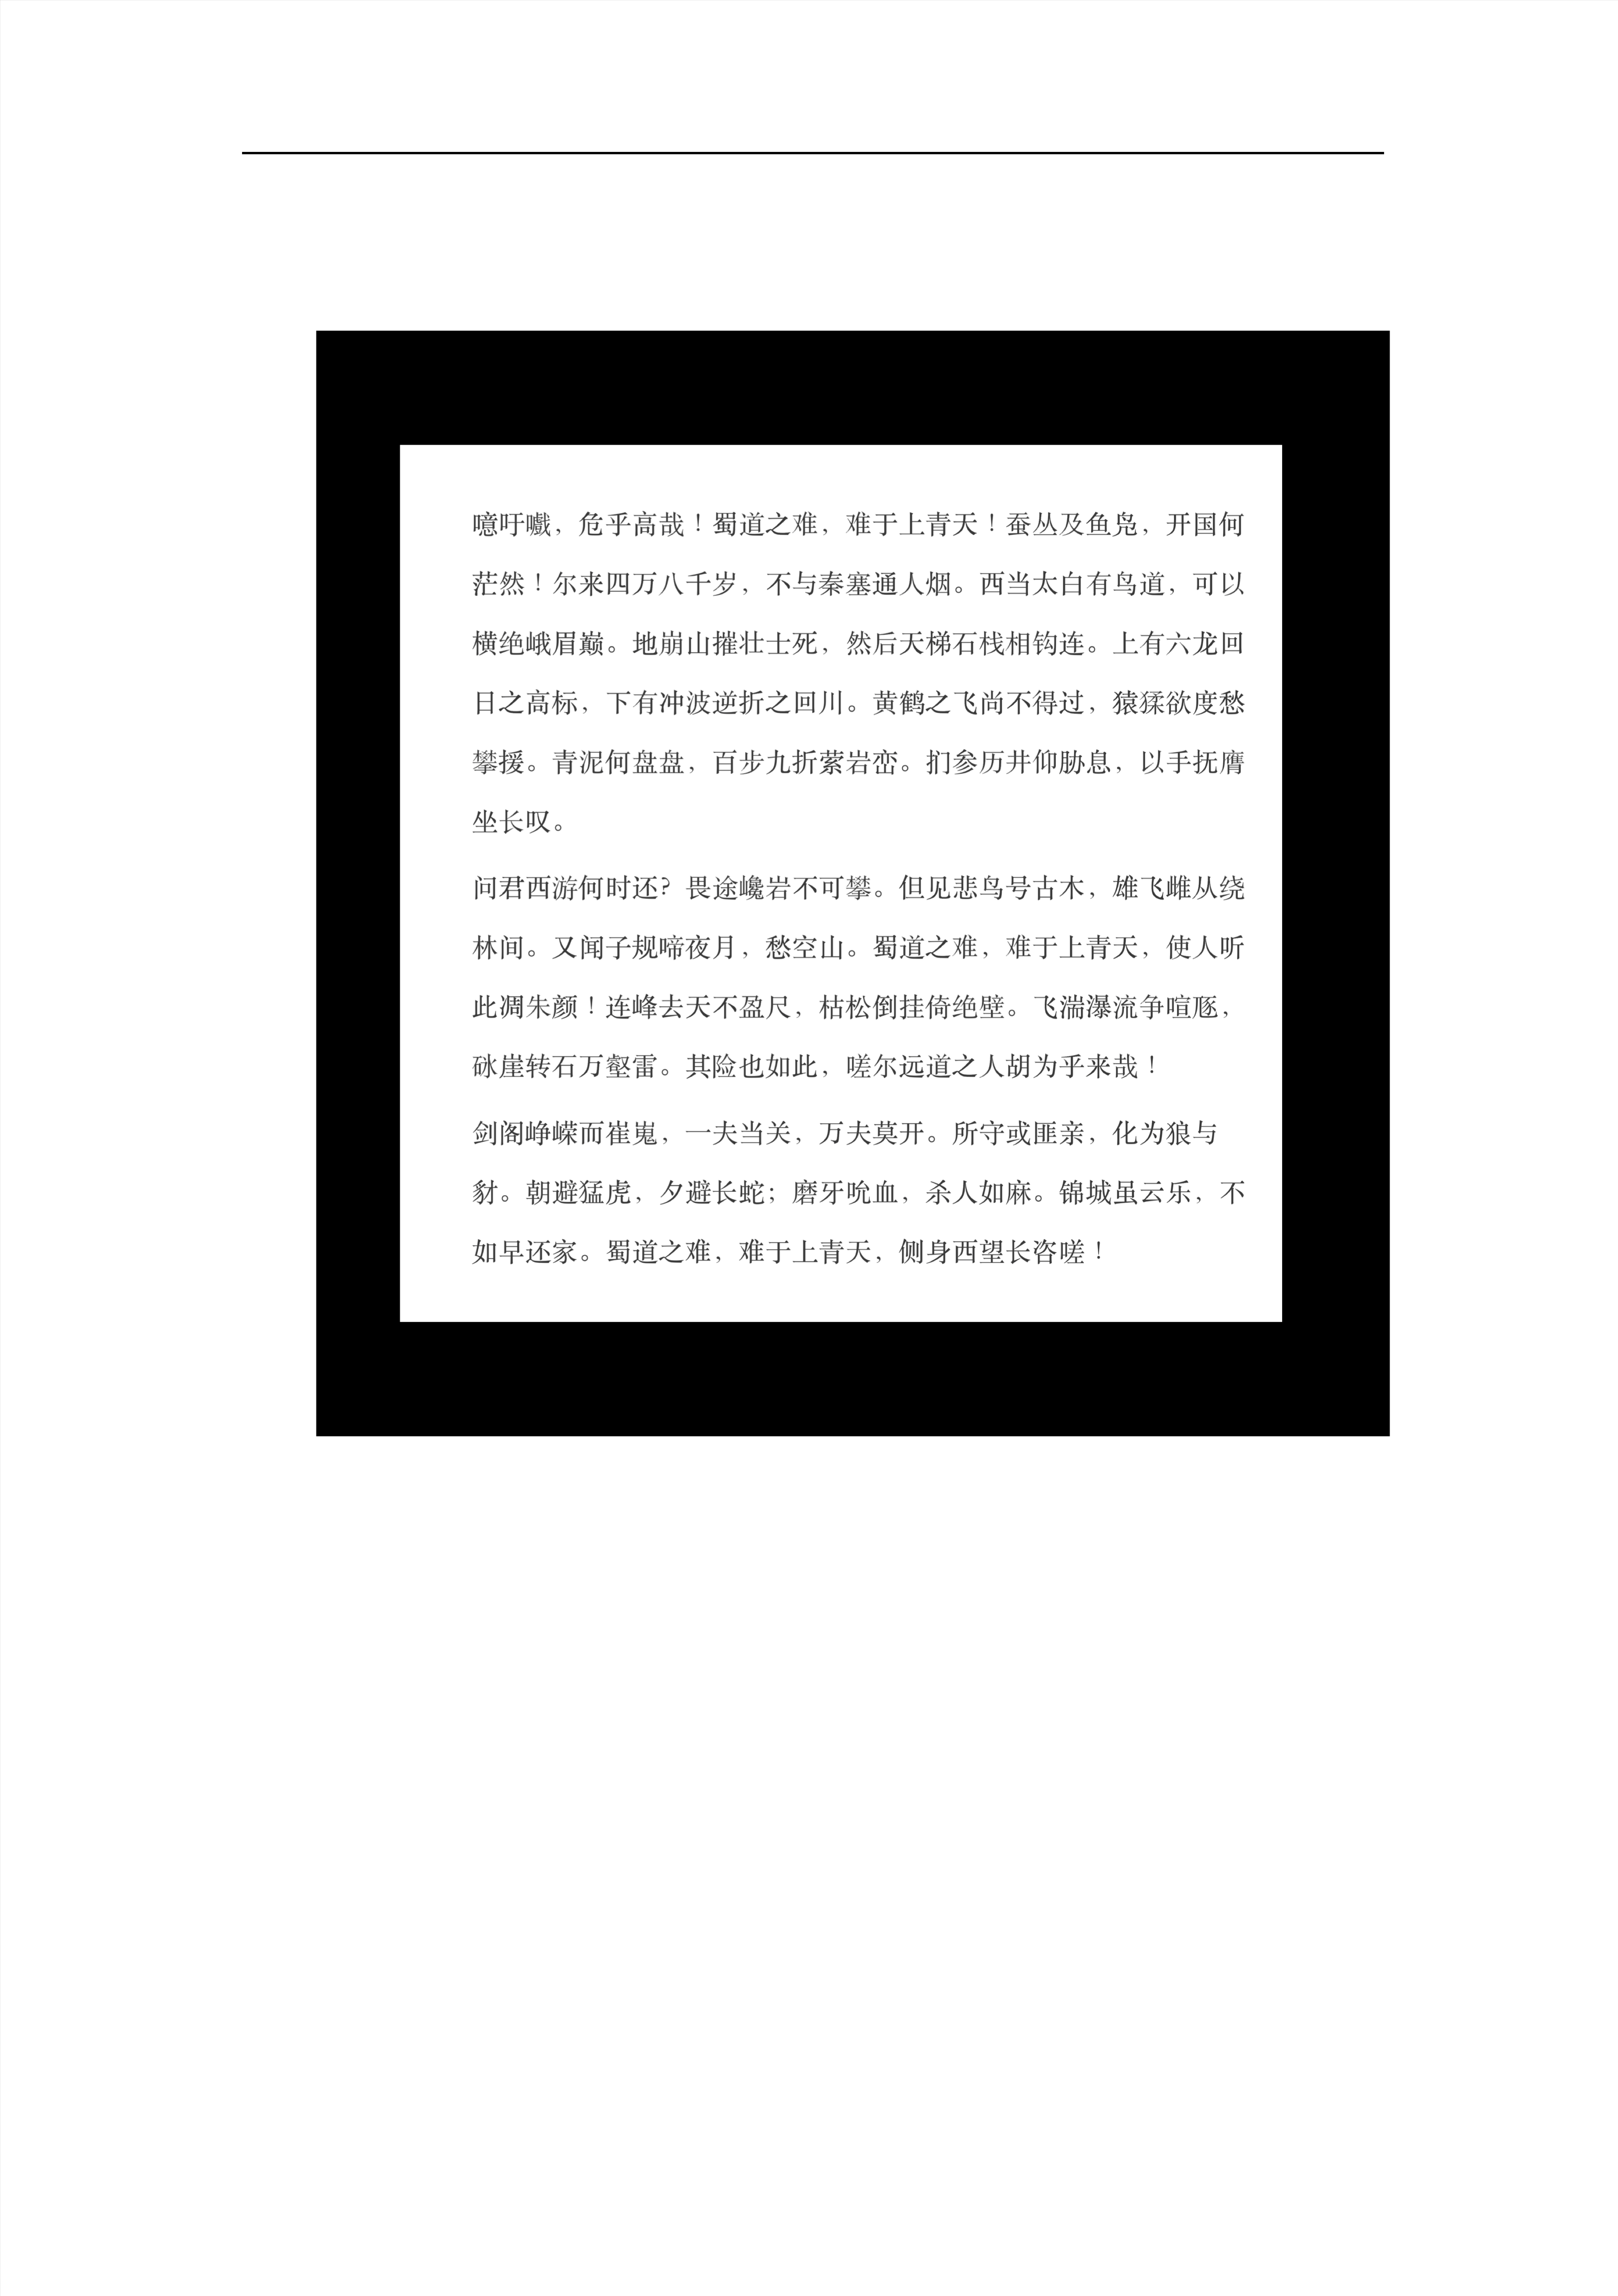 噫吁嚱，危乎高哉！蜀道之难，难于上青天！蚕丛及鱼凫，开国何
茫然！尔来四万八千岁，不与秦塞通人烟。西当太白有鸟道，可以
横绝峨眉巅。地崩山摧壮士死，然后天梯石栈相钩连。上有六龙回
日之高标，下有冲波逆折之回川。黄鹤之飞尚不得过，猿猱欲度愁
攀援。青泥何盘盘，百步九折萦岩峦。扪参历井仰胁息，以手抚膺
坐长叹。
问君西游何时还？畏途巉岩不可攀。但见悲鸟号古木，雄飞雌从绕
林间。又闻子规啼夜月，愁空山。蜀道之难，难于上青天，使人听
此凋朱颜！连峰去天不盈尺，枯松倒挂倚绝壁。飞湍瀑流争喧豗，
砯崖转石万壑雷。其险也如此，嗟尔远道之人胡为乎来哉！
剑阁峥嵘而崔嵬，一夫当关，万夫莫开。所守或匪亲，化为狼与
豺。朝避猛虎，夕避长蛇；磨牙吮血，杀人如麻。锦城虽云乐，不
如早还家。蜀道之难，难于上青天，侧身西望长咨嗟！